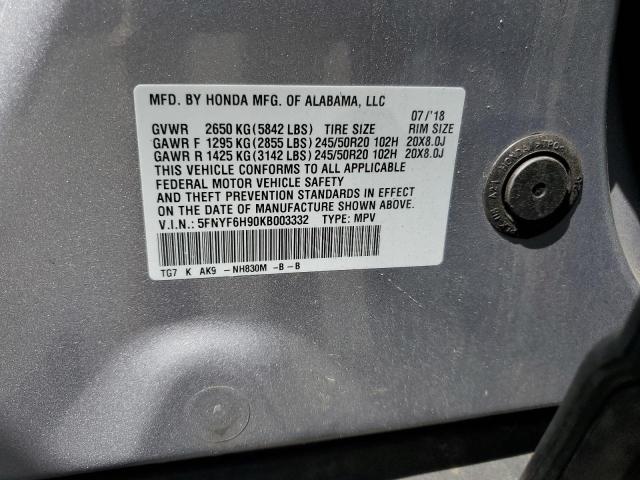 MFD. BY HONDA MFG. OF ALABAMA, LLC
07/'18
GVWR 2650 KG (5842 LBS) TIRE SIZE RIM SIZE
GAWR F 1295 KG (2855 LBS) 245/50R20 102H 20X8.0J
GAWR R 1425 KG (3142 LBS) 245/50R20 102H 20X8.0J
THIS VEHICLE CONFORMS TO ALL APPLICABLE
FEDERAL MOTOR VEHICLE SAFETY
AND THEFT PREVENTION STANDARDS IN EFFECT
ON THE DATE OF MANUFACTURE SHOWN ABOVE.
V.I.N.: 5FNYF6H90KB003332 TYPE: MPV
TG7 K AK9 -NH830M -B-B
HONDA